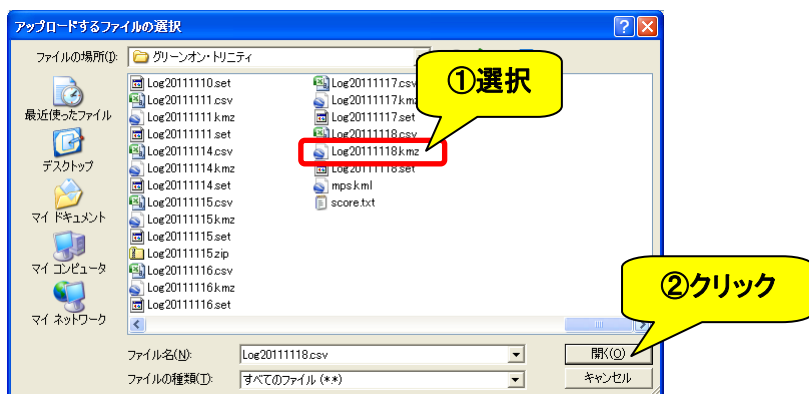 アップロードするファイルの選択
ファイルの場所(I):
グリーンオン・トリニティ
最近使ったファイル
デスクトップ
マイ ドキュメント
マイ コンピュータ
マイ ネットワーク
Log20111110.set
Log20111111.csv
Log20111111.kmz
Log20111111.set
Log20111114.csv
Log20111114.kmz
Log20111114.set
Log20111115.csv
Log20111115.kmz
Log20111115.set
Log20111115.zip
Log20111116.csv
Log20111116.kmz
Log20111116.set
Log20111117.csv
Log20111117.kmz
Log20111117.set
Log20111118.csv
Log20111118.kmz
Log20111118.set
mps.kml
score.txt
①選択
②クリック
ファイル名(N):
Log20111118.csv
開く(O)
ファイルの種類(T):
すべてのファイル (*.*)
キャンセル